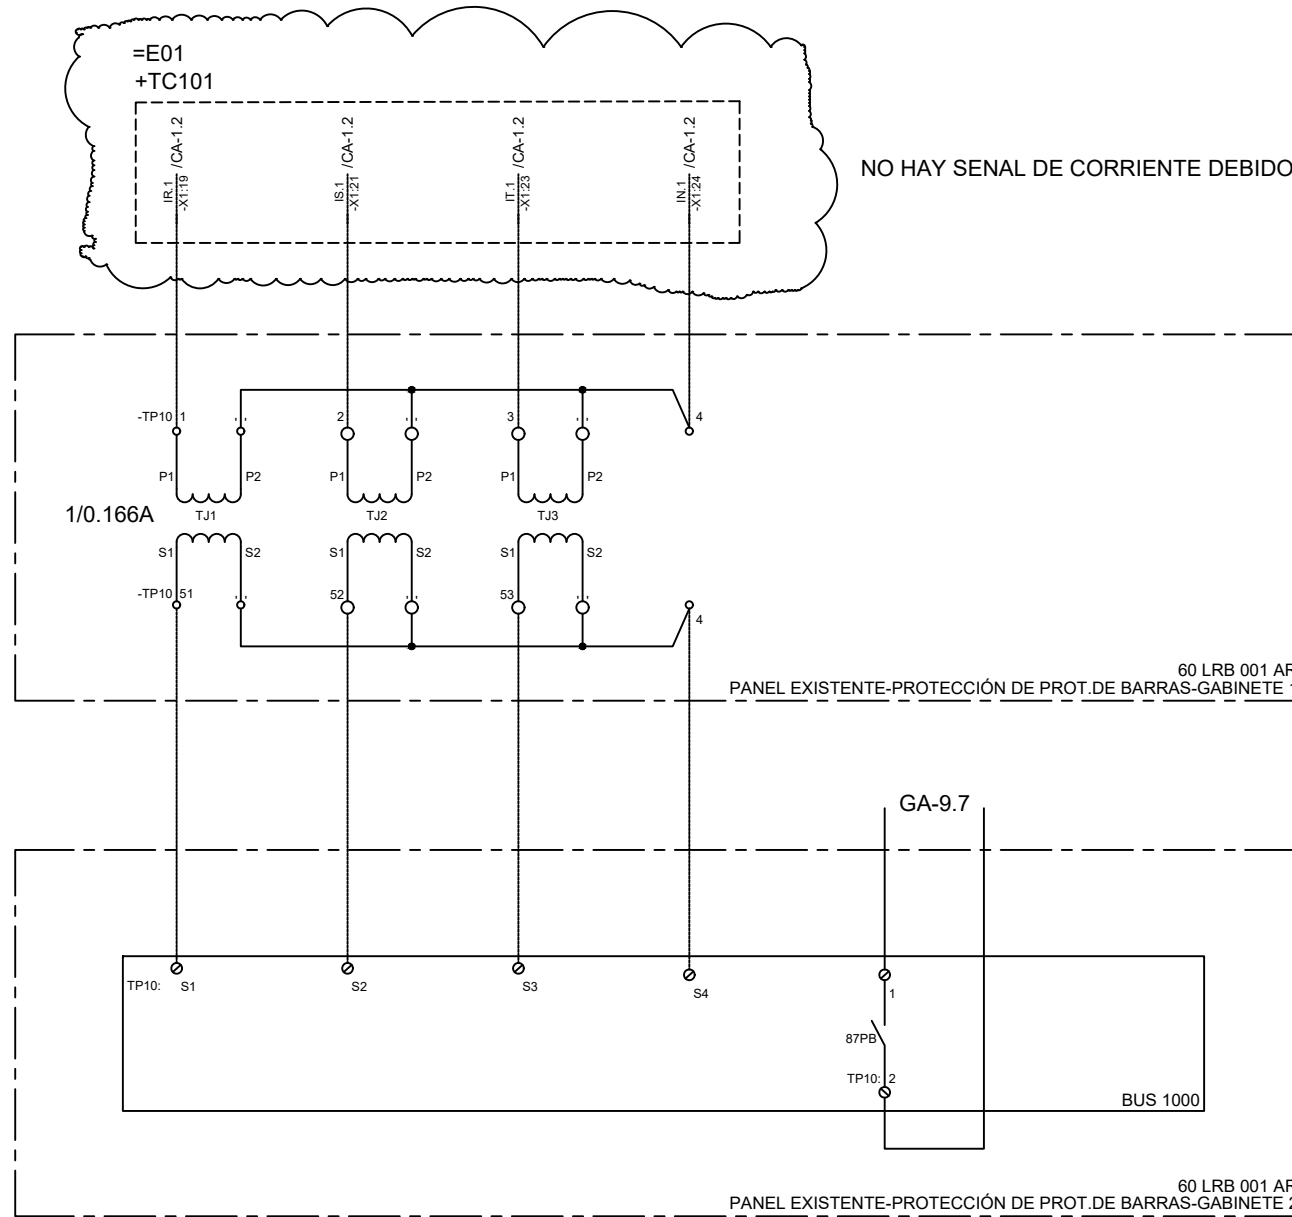 =E01
+TC101
IR.1 /CA-1.2
-X1:19
IS.1 /CA-1.2
-X1:21
IT.1 /CA-1.2
-X1:23
IN.1 /CA-1.2
-X1:24
NO HAY SENAL DE CORRIENTE DEBIDO
-TP10 1 2 3 4
P1 P2 P1 P2 P1 P2
1/0.166A TJ1 TJ2 TJ3
S1 S2 S1 S2 S1 S2
-TP10 51 52 53
4
60 LRB 001 AR
PANEL EXISTENTE-PROTECCIÓN DE PROT.DE BARRAS-GABINETE 1
GA-9.7
TP10: S1 S2 S3 S4 1
87PB
TP10: 2
BUS 1000
60 LRB 001 AR
PANEL EXISTENTE-PROTECCIÓN DE PROT.DE BARRAS-GABINETE 2